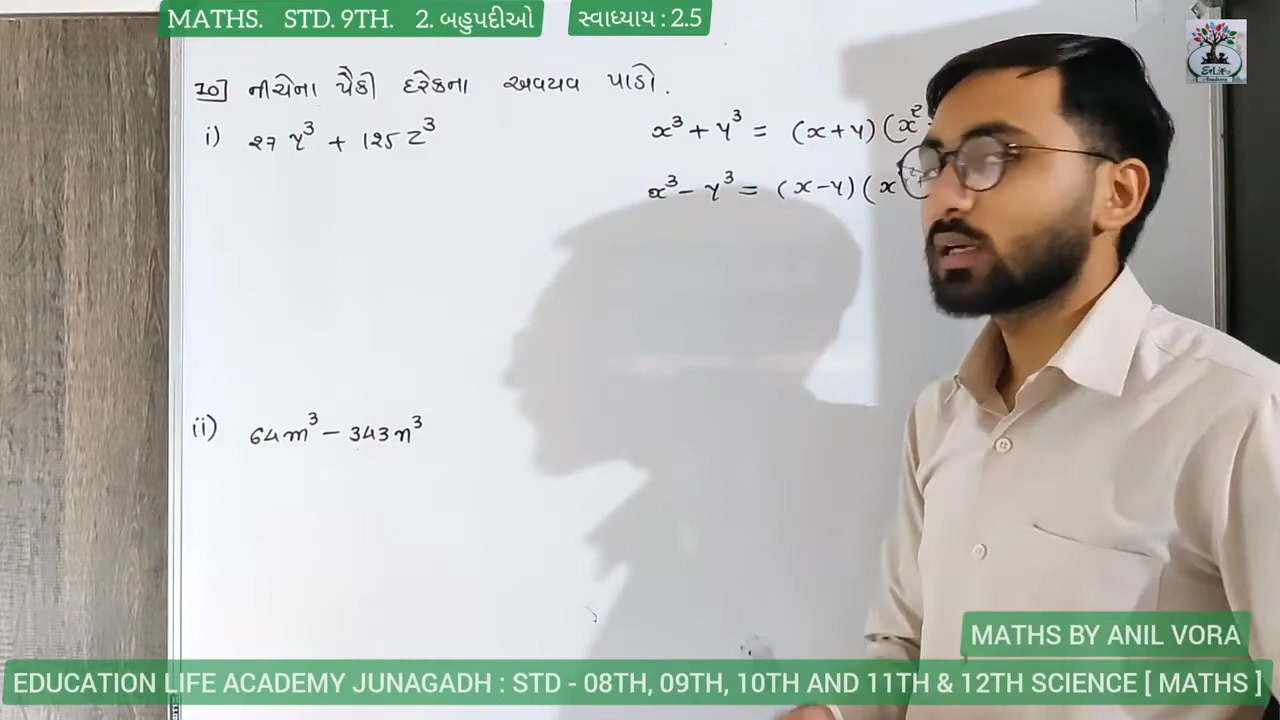 MATHS. STD. 9TH. 2. બહુપદીઓ સ્વાધ્યાય : 2.5
10] નીચેના પૈકી દરેકના અવયવ પાડો.
i) 27 y³ + 125 z³
x³ + y³ = (x + y) (x²
x³ - y³ = (x - y) (x
ii) 64m³ - 343n³
ErLife
Academy
MATHS BY ANIL VORA
EDUCATION LIFE ACADEMY JUNAGADH : STD - 08TH, 09TH, 10TH AND 11TH & 12TH SCIENCE [ MATHS ]